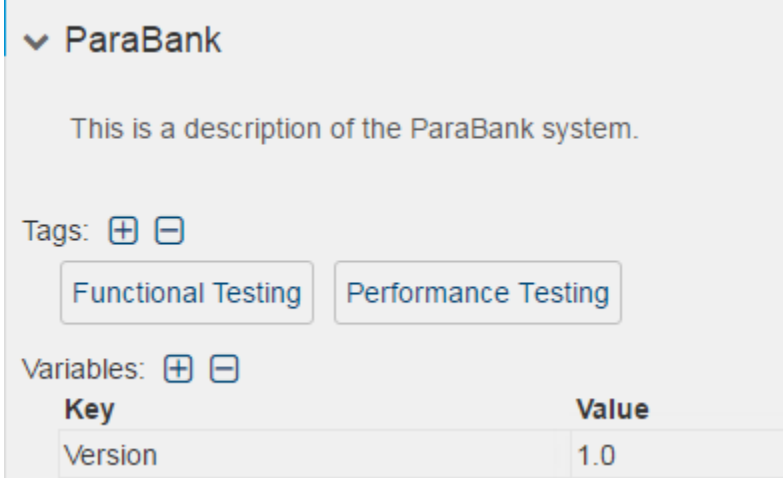 ParaBank
This is a description of the ParaBank system.
Tags:
Functional Testing Performance Testing
Variables:
Key Value
Version 1.0